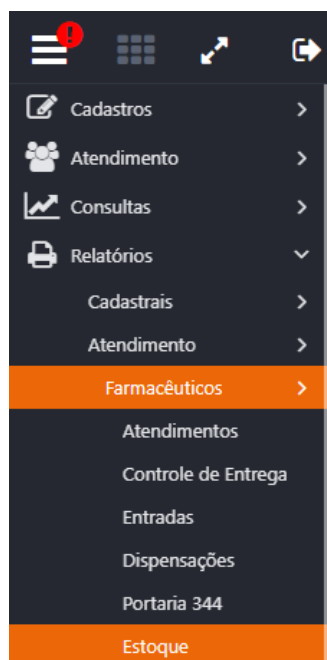 !
Cadastros
Atendimento
Consultas
Relatórios
Cadastrais
Atendimento
Farmacêuticos
Atendimentos
Controle de Entrega
Entradas
Dispensações
Portaria 344
Estoque